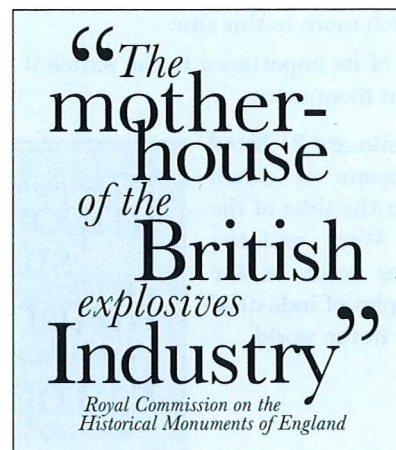 “The
mother-
house
of the
British
explosives
Industry”
Royal Commission on the
Historical Monuments of England